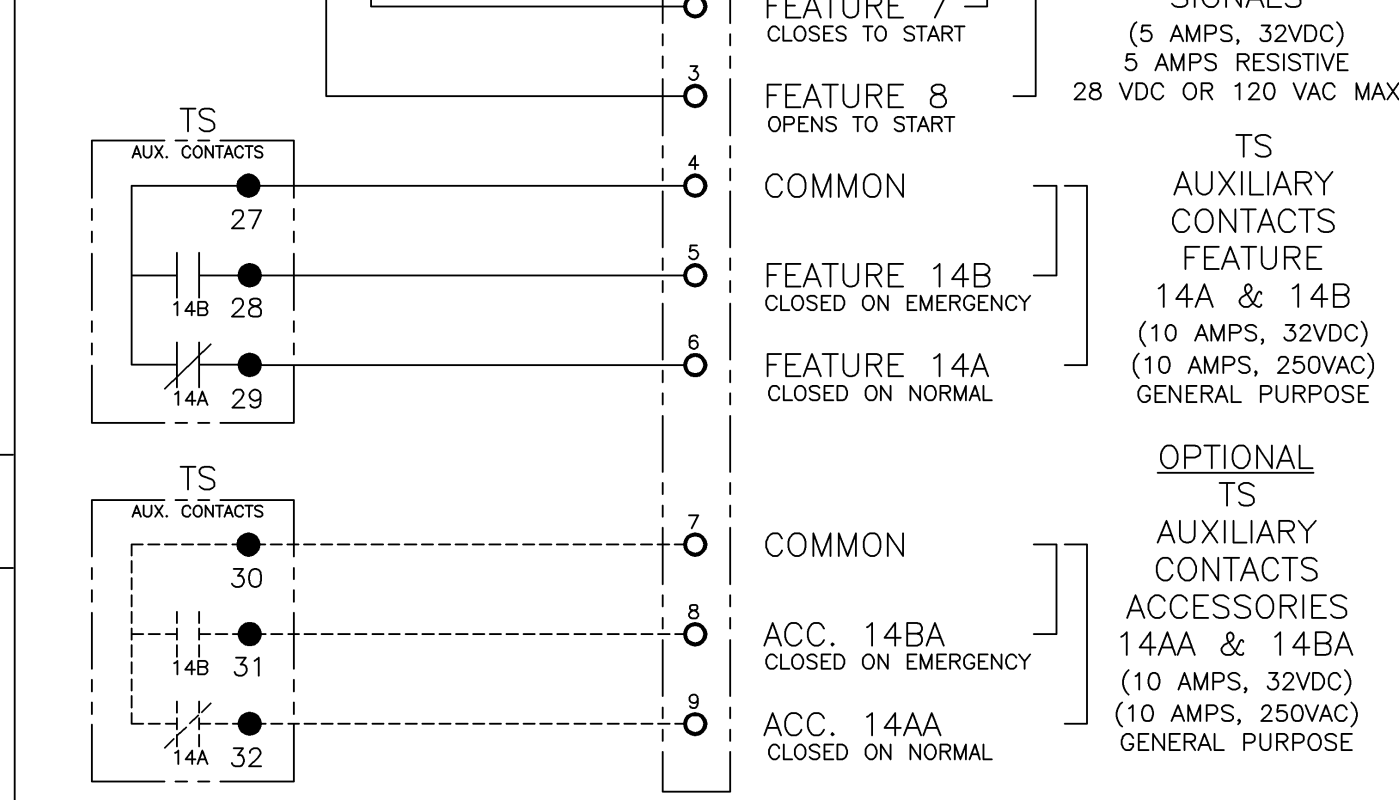 FEATURE 7
CLOSES TO START
3
FEATURE 8
OPENS TO START
SIGNALS
(5 AMPS, 32VDC)
5 AMPS RESISTIVE
28 VDC OR 120 VAC MAX
TS
AUX. CONTACTS
27
14B 28
14A 29
4
COMMON
5
FEATURE 14B
CLOSED ON EMERGENCY
6
FEATURE 14A
CLOSED ON NORMAL
TS
AUXILIARY
CONTACTS
FEATURE
14A & 14B
(10 AMPS, 32VDC)
(10 AMPS, 250VAC)
GENERAL PURPOSE
TS
AUX. CONTACTS
30
14B 31
14A 32
7
COMMON
8
ACC. 14BA
CLOSED ON EMERGENCY
9
ACC. 14AA
CLOSED ON NORMAL
OPTIONAL
TS
AUXILIARY
CONTACTS
ACCESSORIES
14AA & 14BA
(10 AMPS, 32VDC)
(10 AMPS, 250VAC)
GENERAL PURPOSE